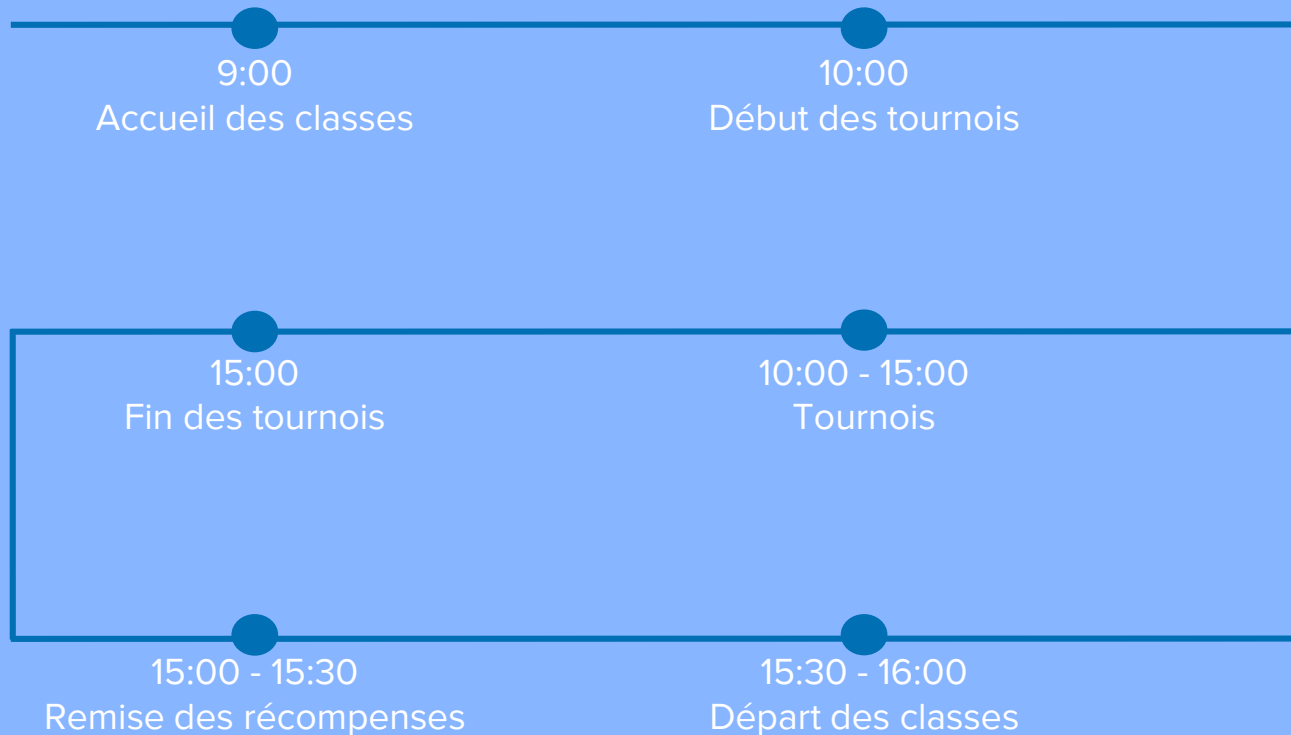 9:00
Accueil des classes
10:00
Début des tournois
10:00 - 15:00
Tournois
15:00
Fin des tournois
15:00 - 15:30
Remise des récompenses
15:30 - 16:00
Départ des classes